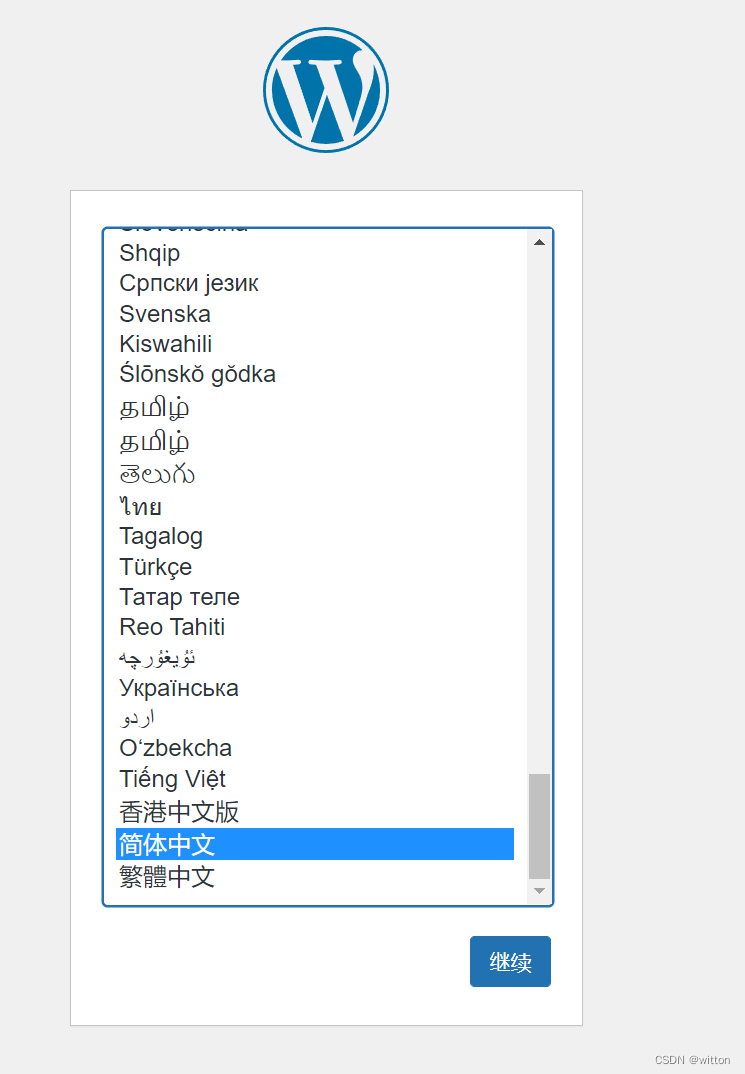 Shqip
Српски језик
Svenska
Kiswahili
Ślōnskŏ gŏdka
தமிழ்
தமிழ்
తెలుగు
ไทย
Tagalog
Türkçe
Татар теле
Reo Tahiti
ئۇيغۇرچە
Українська
اردو
O‘zbekcha
Tiếng Việt
香港中文版
简体中文
繁體中文
继续
CSDN @witton